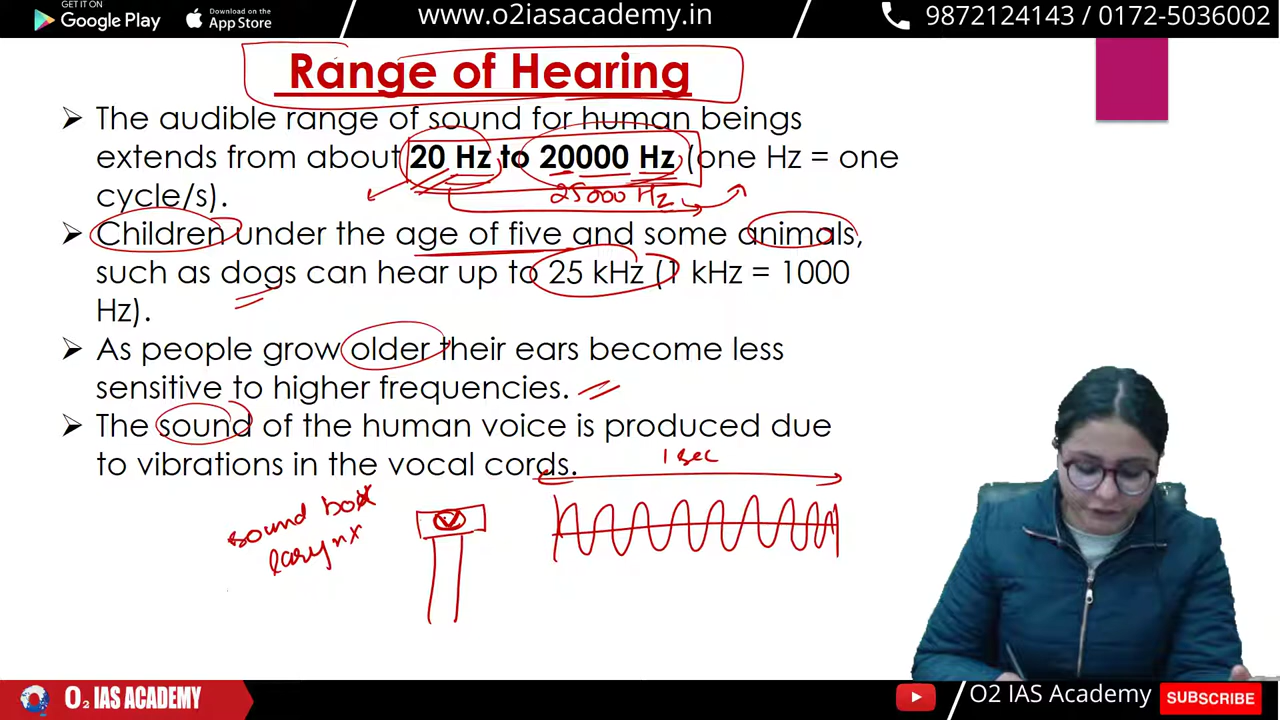 GET IT ON
Google Play
Download on the
App Store
www.o2iasacademy.in
9872124143 / 0172-5036002
Range of Hearing
➢ The audible range of sound for human beings
extends from about 20 Hz to 20000 Hz (one Hz = one
cycle/s).
25000 Hz
➢ Children under the age of five and some animals,
such as dogs can hear up to 25 kHz (1 kHz = 1000
Hz).
➢ As people grow older their ears become less
sensitive to higher frequencies.
➢ The sound of the human voice is produced due
to vibrations in the vocal cords.
1 sec
sound box
larynx
O2 IAS ACADEMY
O2 IAS Academy
SUBSCRIBE